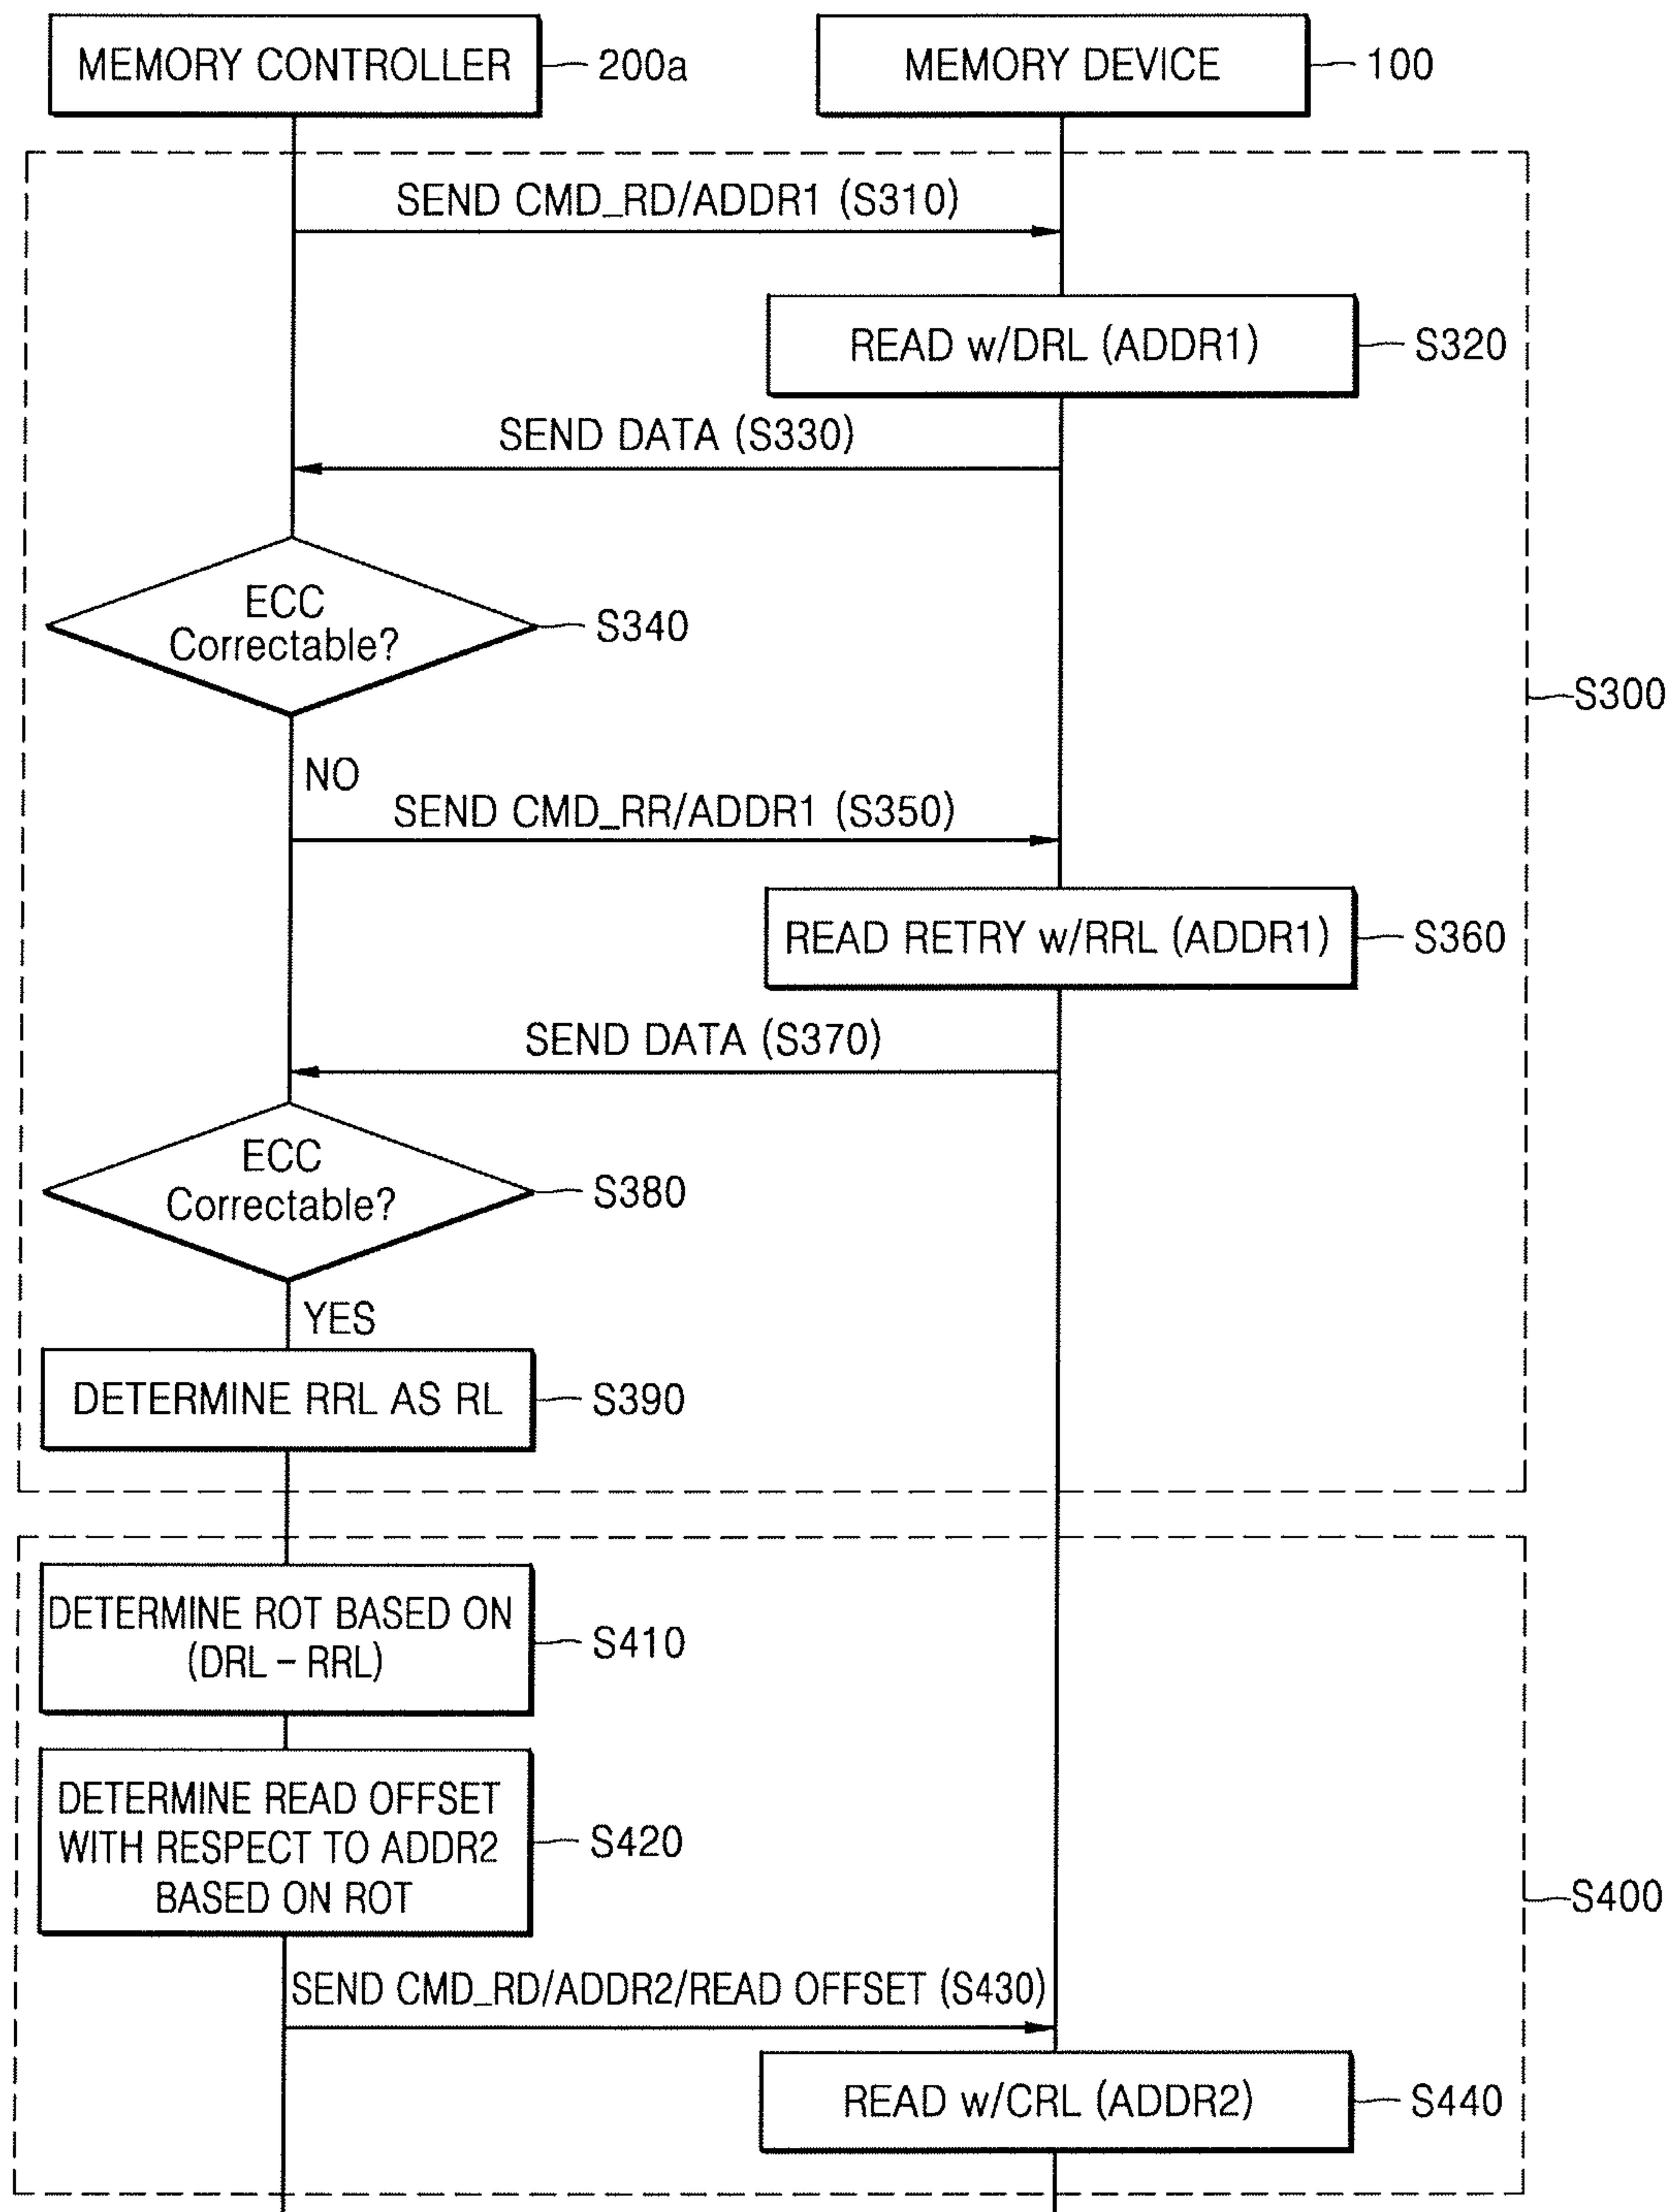 MEMORY CONTROLLER
200a
MEMORY DEVICE
100
SEND CMD_RD/ADDR1 (S310)
READ w/DRL (ADDR1)
S320
SEND DATA (S330)
ECC
Correctable?
S340
S300
NO
SEND CMD_RR/ADDR1 (S350)
READ RETRY w/RRL (ADDR1)
S360
SEND DATA (S370)
ECC
Correctable?
S380
YES
DETERMINE RRL AS RL
S390
DETERMINE ROT BASED ON
(DRL – RRL)
S410
DETERMINE READ OFFSET
WITH RESPECT TO ADDR2
BASED ON ROT
S420
S400
SEND CMD_RD/ADDR2/READ OFFSET (S430)
READ w/CRL (ADDR2)
S440